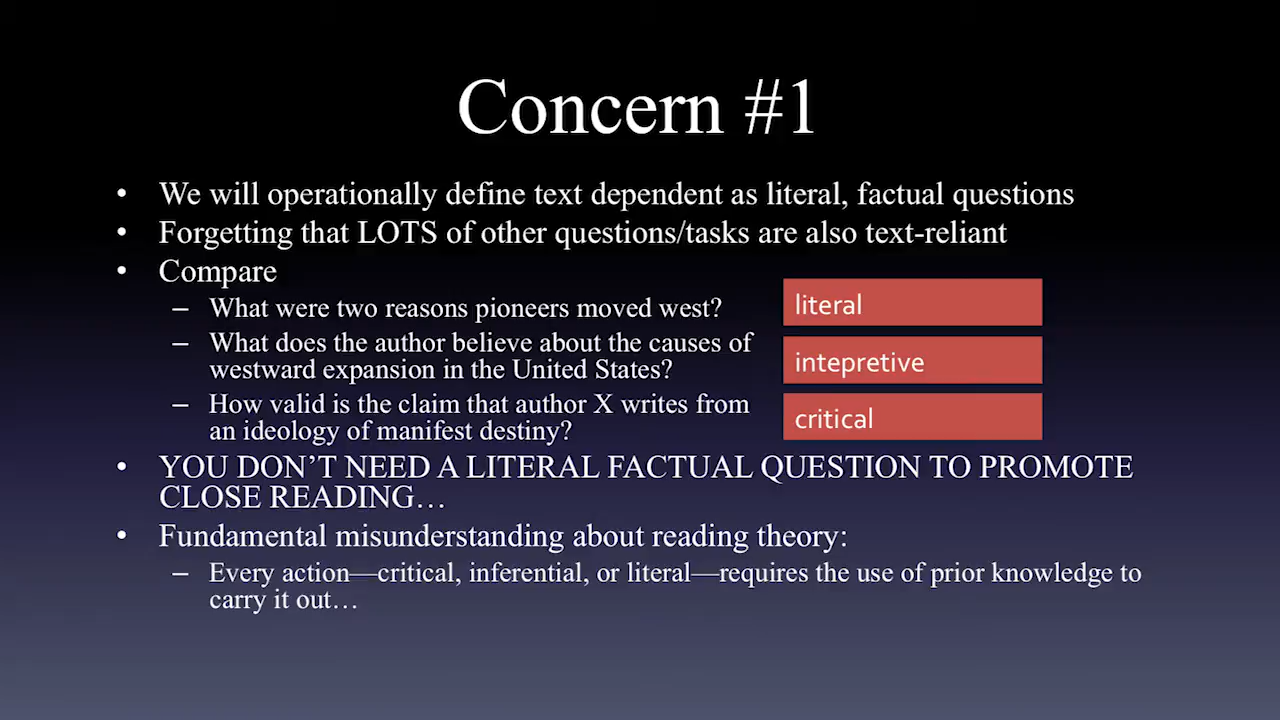 Concern #1
• We will operationally define text dependent as literal, factual questions
• Forgetting that LOTS of other questions/tasks are also text-reliant
• Compare
– What were two reasons pioneers moved west?
literal
– What does the author believe about the causes of
westward expansion in the United States?
intepretive
– How valid is the claim that author X writes from
an ideology of manifest destiny?
critical
• YOU DON’T NEED A LITERAL FACTUAL QUESTION TO PROMOTE
CLOSE READING…
• Fundamental misunderstanding about reading theory:
– Every action—critical, inferential, or literal—requires the use of prior knowledge to
carry it out…